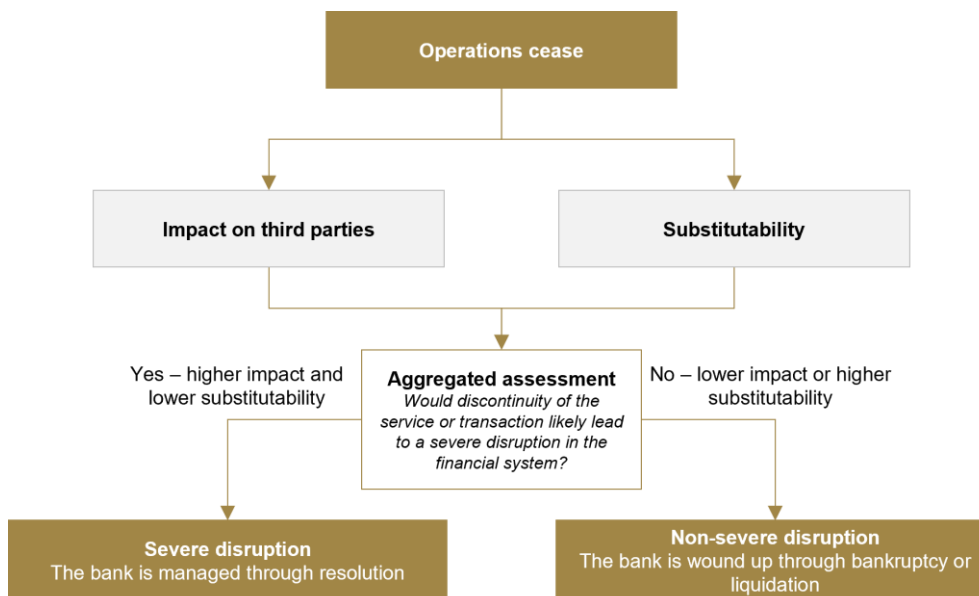 Operations cease
Impact on third parties
Substitutability
Yes – higher impact and
lower substitutability
Aggregated assessment
Would discontinuity of the
service or transaction likely lead
to a severe disruption in the
financial system?
No – lower impact or higher
substitutability
Severe disruption
The bank is managed through resolution
Non-severe disruption
The bank is wound up through bankruptcy or
liquidation